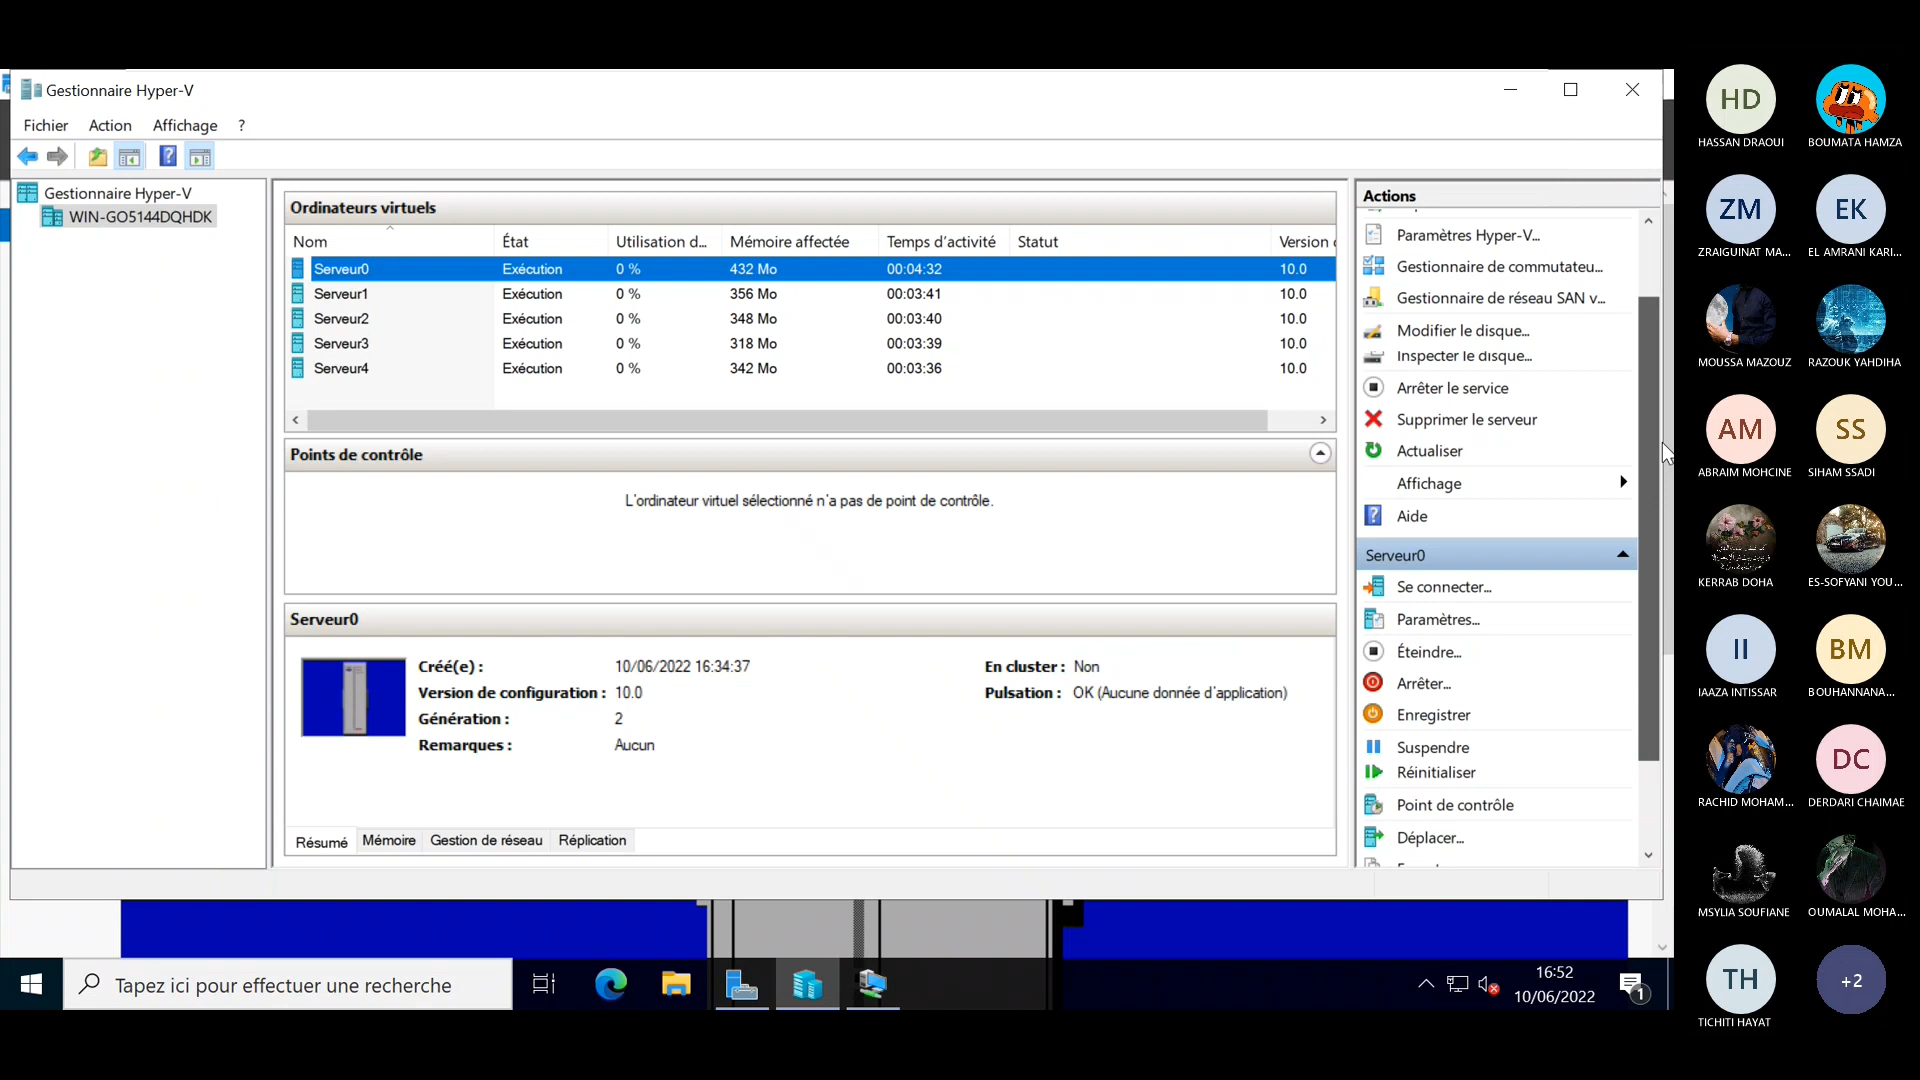 Gestionnaire Hyper-V
Fichier Action Affichage ?
Gestionnaire Hyper-V
WIN-GO5144DQHDK
Ordinateurs virtuels
Nom État Utilisation d... Mémoire affectée Temps d'activité Statut Version
Serveur0 Exécution 0 % 432 Mo 00:04:32 10.0
Serveur1 Exécution 0 % 356 Mo 00:03:41 10.0
Serveur2 Exécution 0 % 348 Mo 00:03:40 10.0
Serveur3 Exécution 0 % 318 Mo 00:03:39 10.0
Serveur4 Exécution 0 % 342 Mo 00:03:36 10.0
Points de contrôle
L'ordinateur virtuel sélectionné n'a pas de point de contrôle.
Serveur0
Créé(e) : 10/06/2022 16:34:37 En cluster : Non
Version de configuration : 10.0 Pulsation : OK (Aucune donnée d'application)
Génération : 2
Remarques : Aucun
Résumé Mémoire Gestion de réseau Réplication
Actions
Paramètres Hyper-V...
Gestionnaire de commutateu...
Gestionnaire de réseau SAN v...
Modifier le disque...
Inspecter le disque...
Arrêter le service
Supprimer le serveur
Actualiser
Affichage
Aide
Serveur0
Se connecter...
Paramètres...
Éteindre...
Arrêter...
Enregistrer
Suspendre
Réinitialiser
Point de contrôle
Déplacer...
Tapez ici pour effectuer une recherche
16:52
10/06/2022
1
HD
HASSAN DRAOUI BOUMATA HAMZA
ZM EK
ZRAIGUINAT MA... EL AMRANI KARI...
MOUSSA MAZOUZ RAZOUK YAHDIHA
AM SS
ABRAIM MOHCINE SIHAM SSADI
KERRAB DOHA ES-SOFYANI YOU...
II BM
IAAZA INTISSAR BOUHANNANA...
DC
RACHID MOHAM... DERDARI CHAIMAE
MSYLIA SOUFIANE OUMALAL MOHA...
TH +2
TICHITI HAYAT